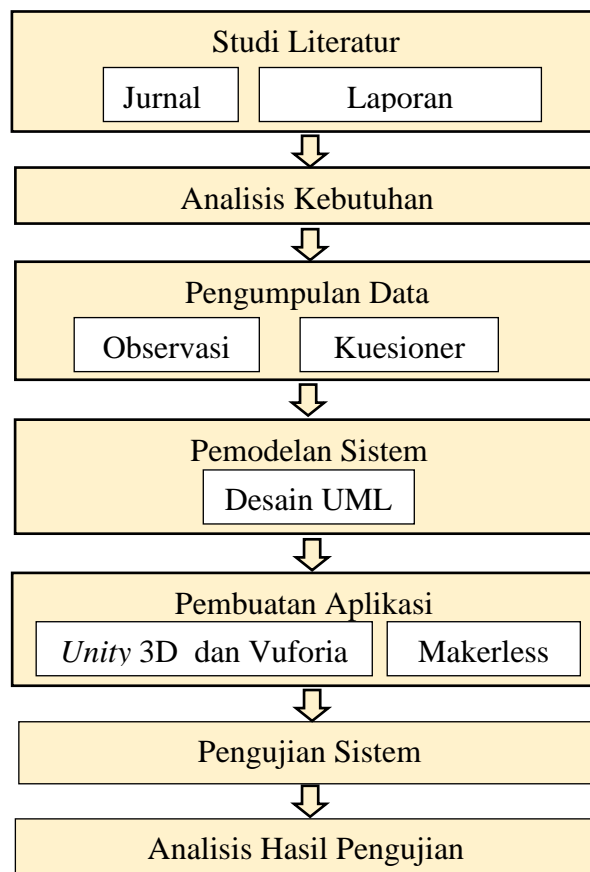 Studi Literatur
Jurnal
Laporan
Analisis Kebutuhan
Pengumpulan Data
Observasi
Kuesioner
Pemodelan Sistem
Desain UML
Pembuatan Aplikasi
Unity 3D dan Vuforia
Makerless
Pengujian Sistem
Analisis Hasil Pengujian